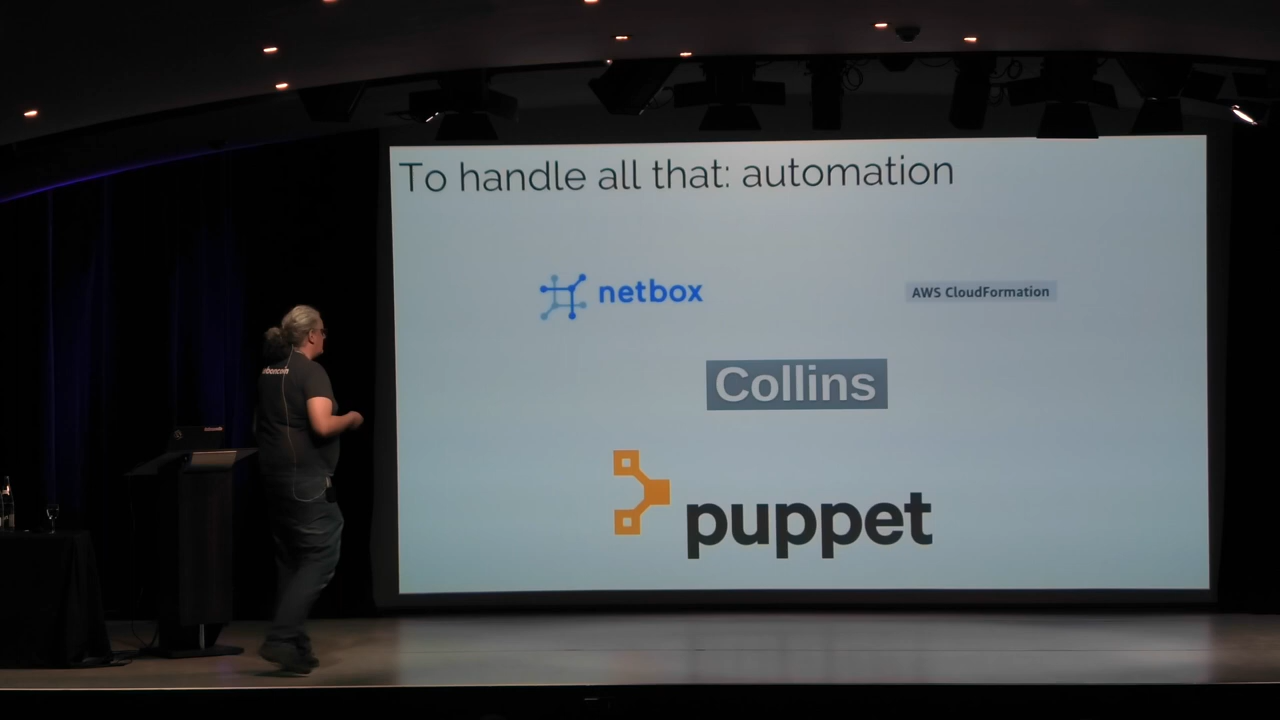 To handle all that: automation
netbox
AWS CloudFormation
Collins
puppet